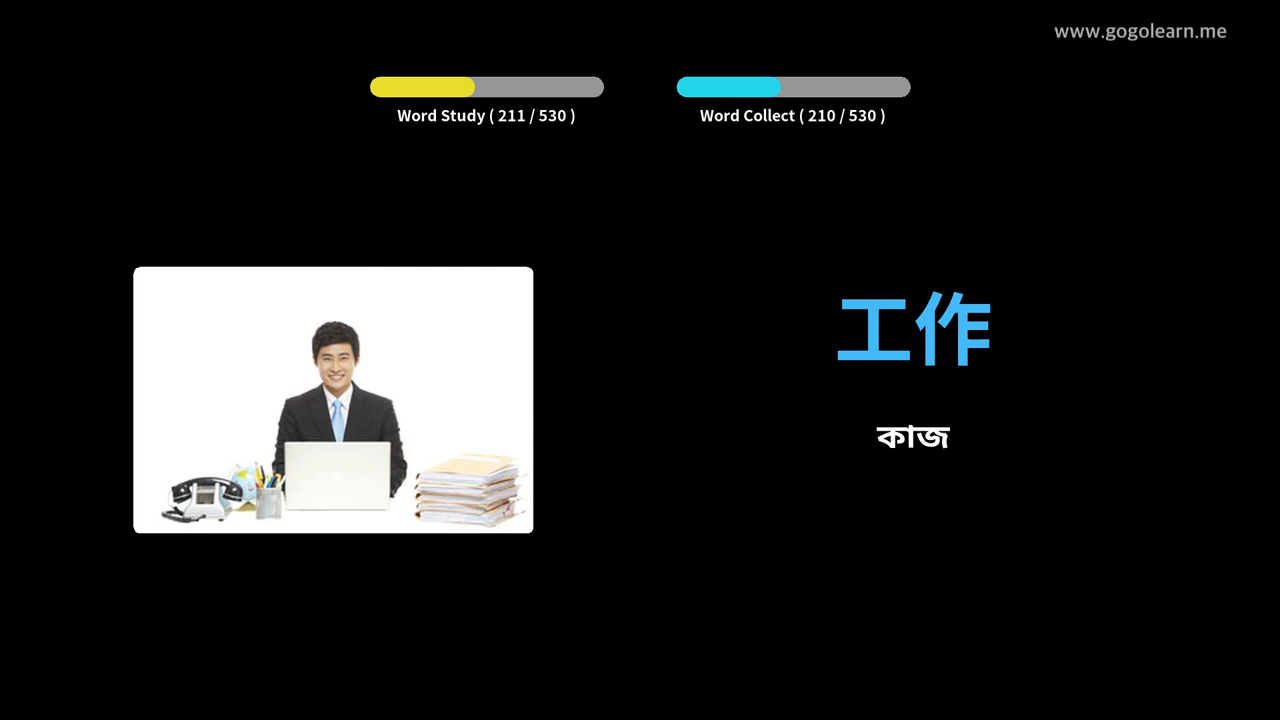 www.gogolearn.me
Word Study ( 211 / 530 )
Word Collect ( 210 / 530 )
工作
কাজ